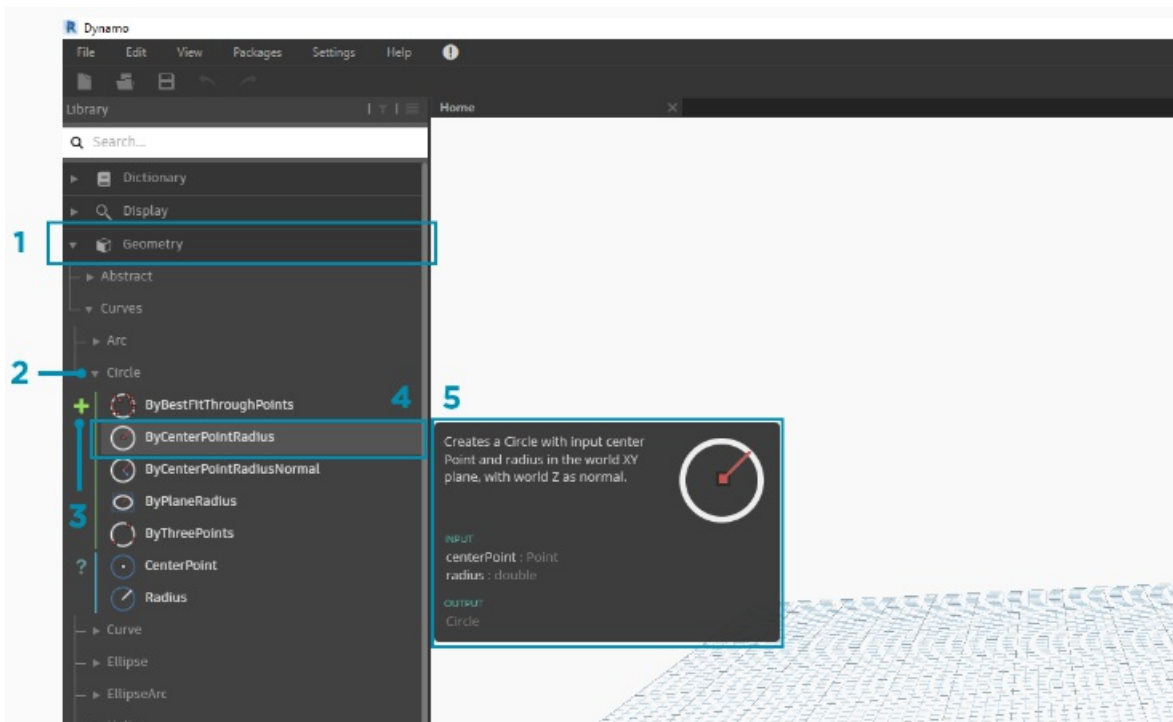 R Dynamo
File Edit View Packages Settings Help !
Library
Home
Search...
Dictionary
Display
1
Geometry
Abstract
Curves
Arc
2
Circle
+ ByBestFitThroughPoints
4
5
ByCenterPointRadius
ByCenterPointRadiusNormal
ByPlaneRadius
3
ByThreePoints
? CenterPoint
Radius
Curve
Ellipse
EllipseArc
Creates a Circle with input center
Point and radius in the world XY
plane, with world Z as normal.
INPUT
centerPoint : Point
radius : double
OUTPUT
Circle